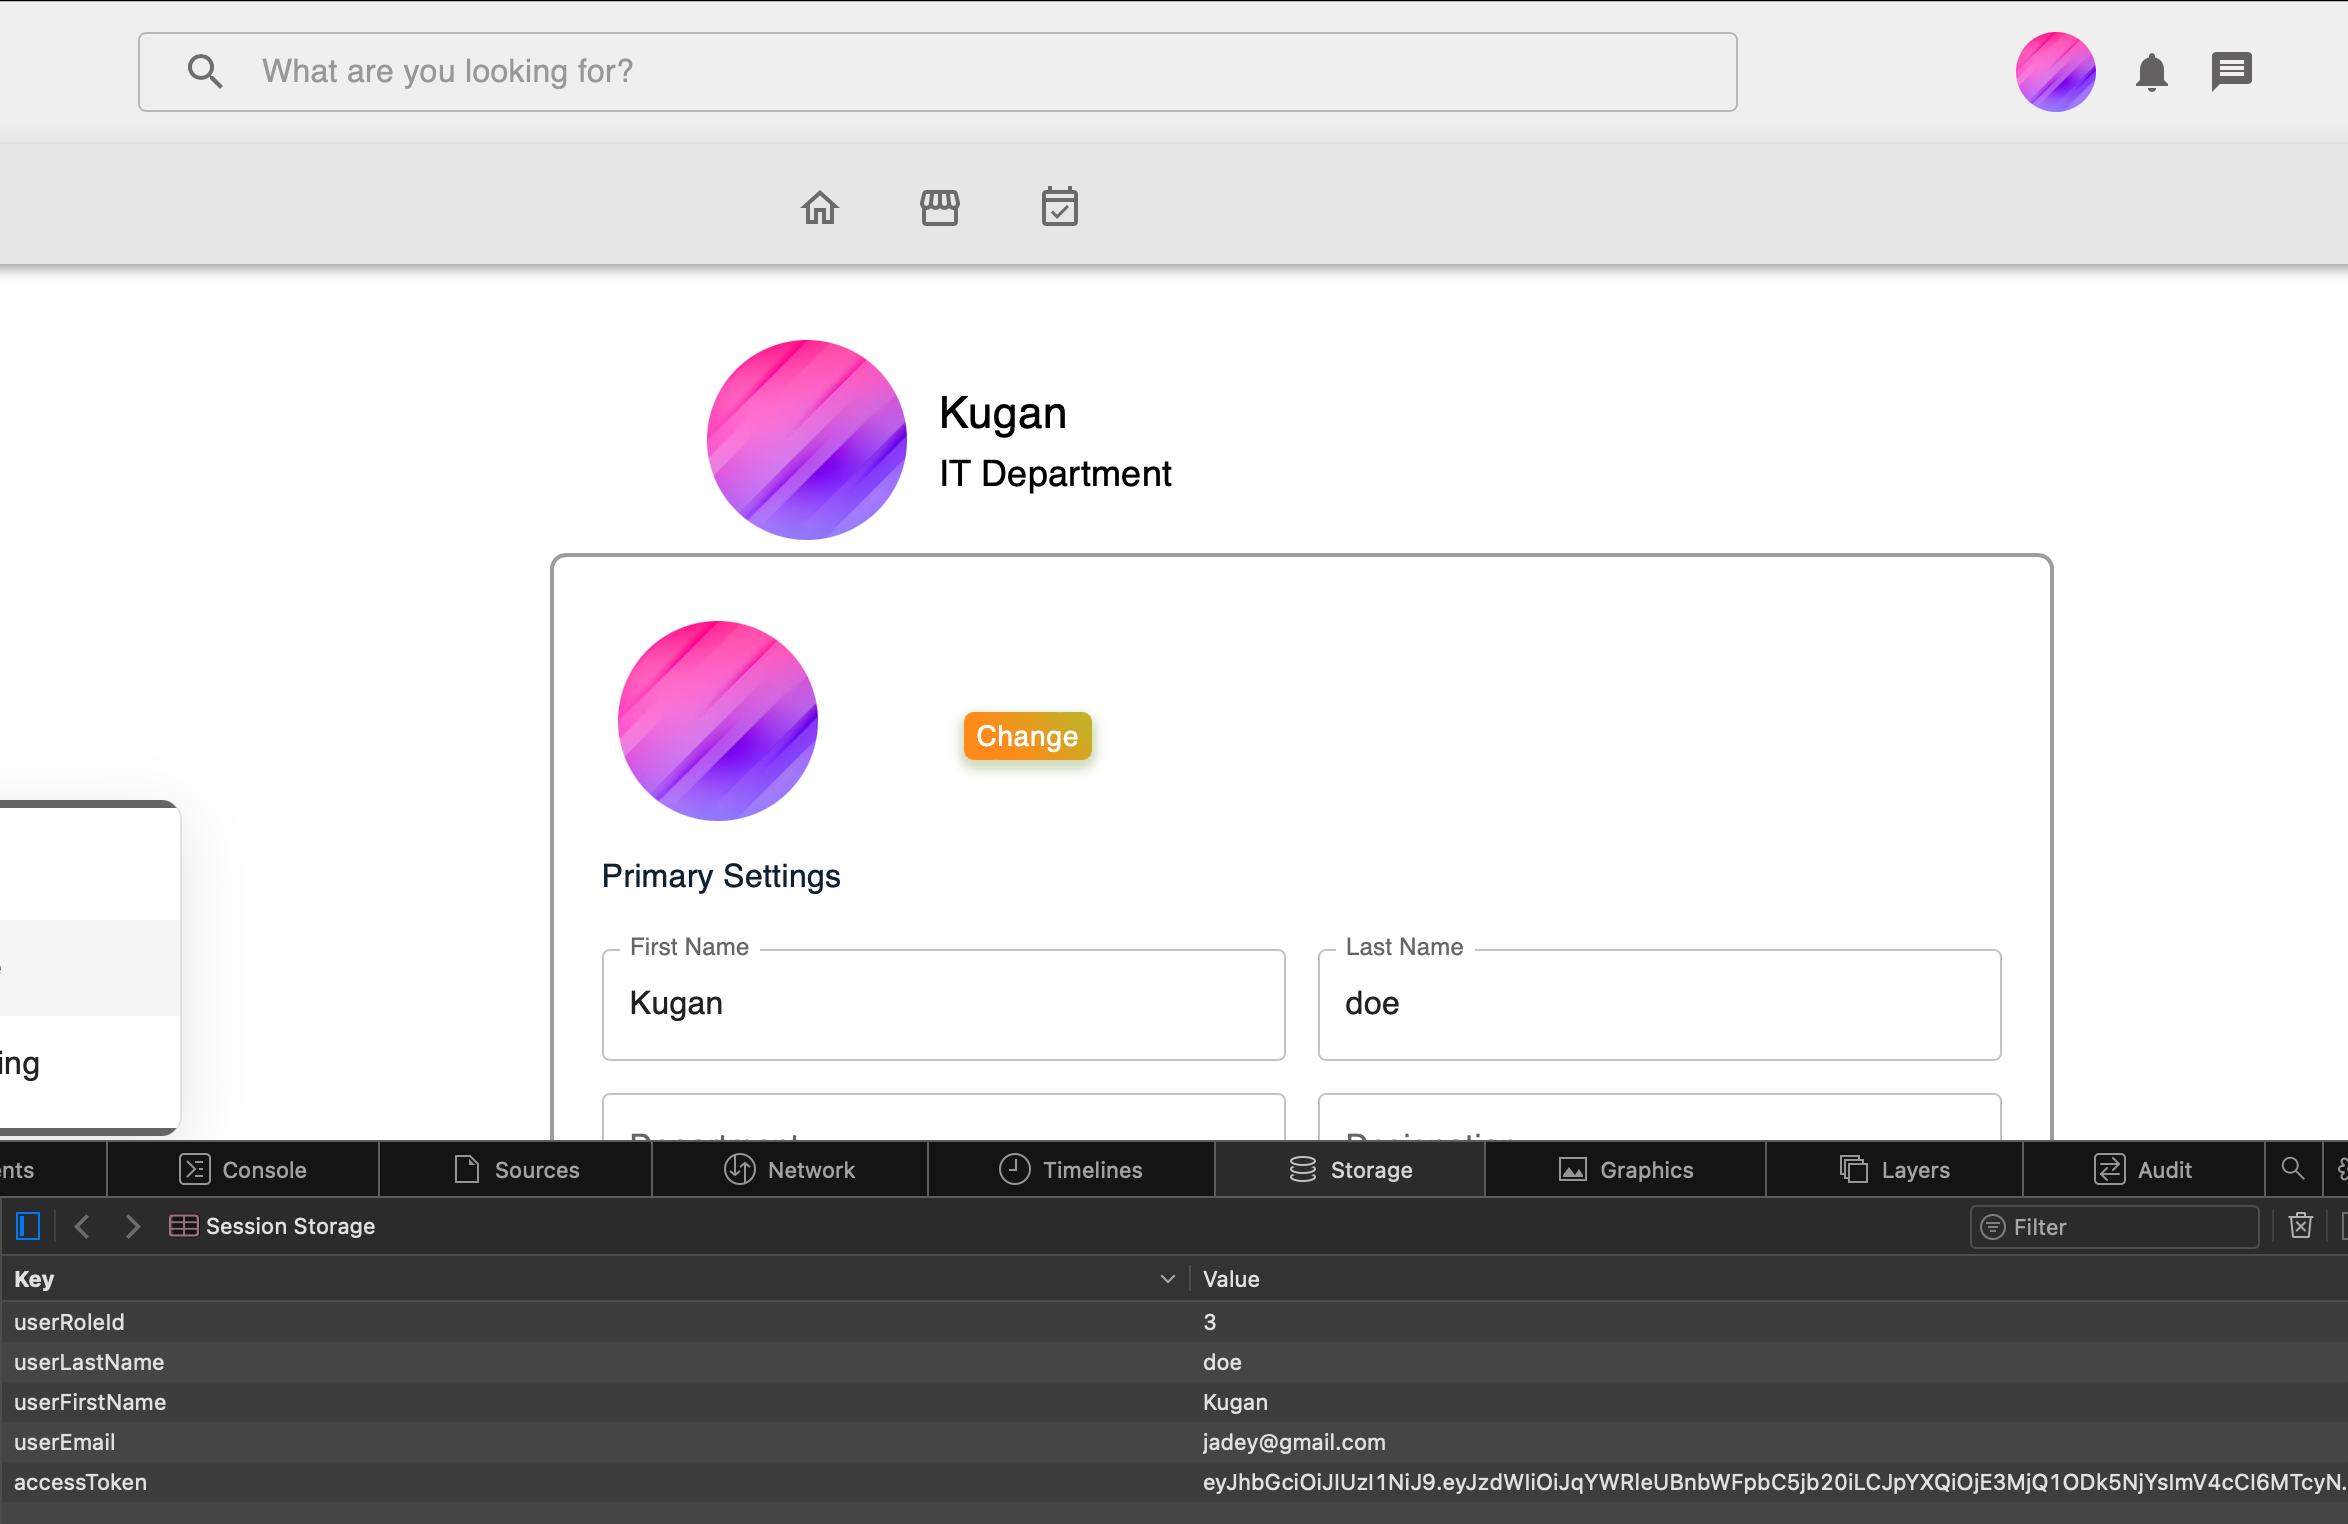 What are you looking for?
Kugan
IT Department
Change
Primary Settings
First Name
Kugan
Last Name
doe
ing
Department
Designation
nts
Console
Sources
Network
Timelines
Storage
Graphics
Layers
Audit
Session Storage
Filter
Key
Value
userRoleId
3
userLastName
doe
userFirstName
Kugan
userEmail
jadey@gmail.com
accessToken
eyJhbGciOiJIUzI1NiJ9.eyJzdWIiOiJqYWRleUBnbWFpbC5jb20iLCJpYXQiOjE3MjQ1ODk5NjYsImV4cCI6MTcyN...